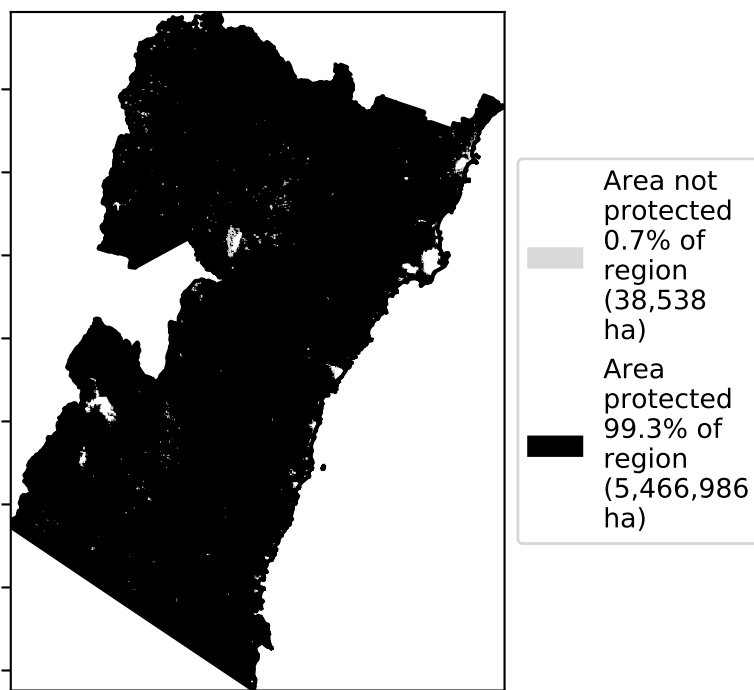 Area not
protected
0.7% of
region
(38,538
ha)
Area
protected
99.3% of
region
(5,466,986
ha)